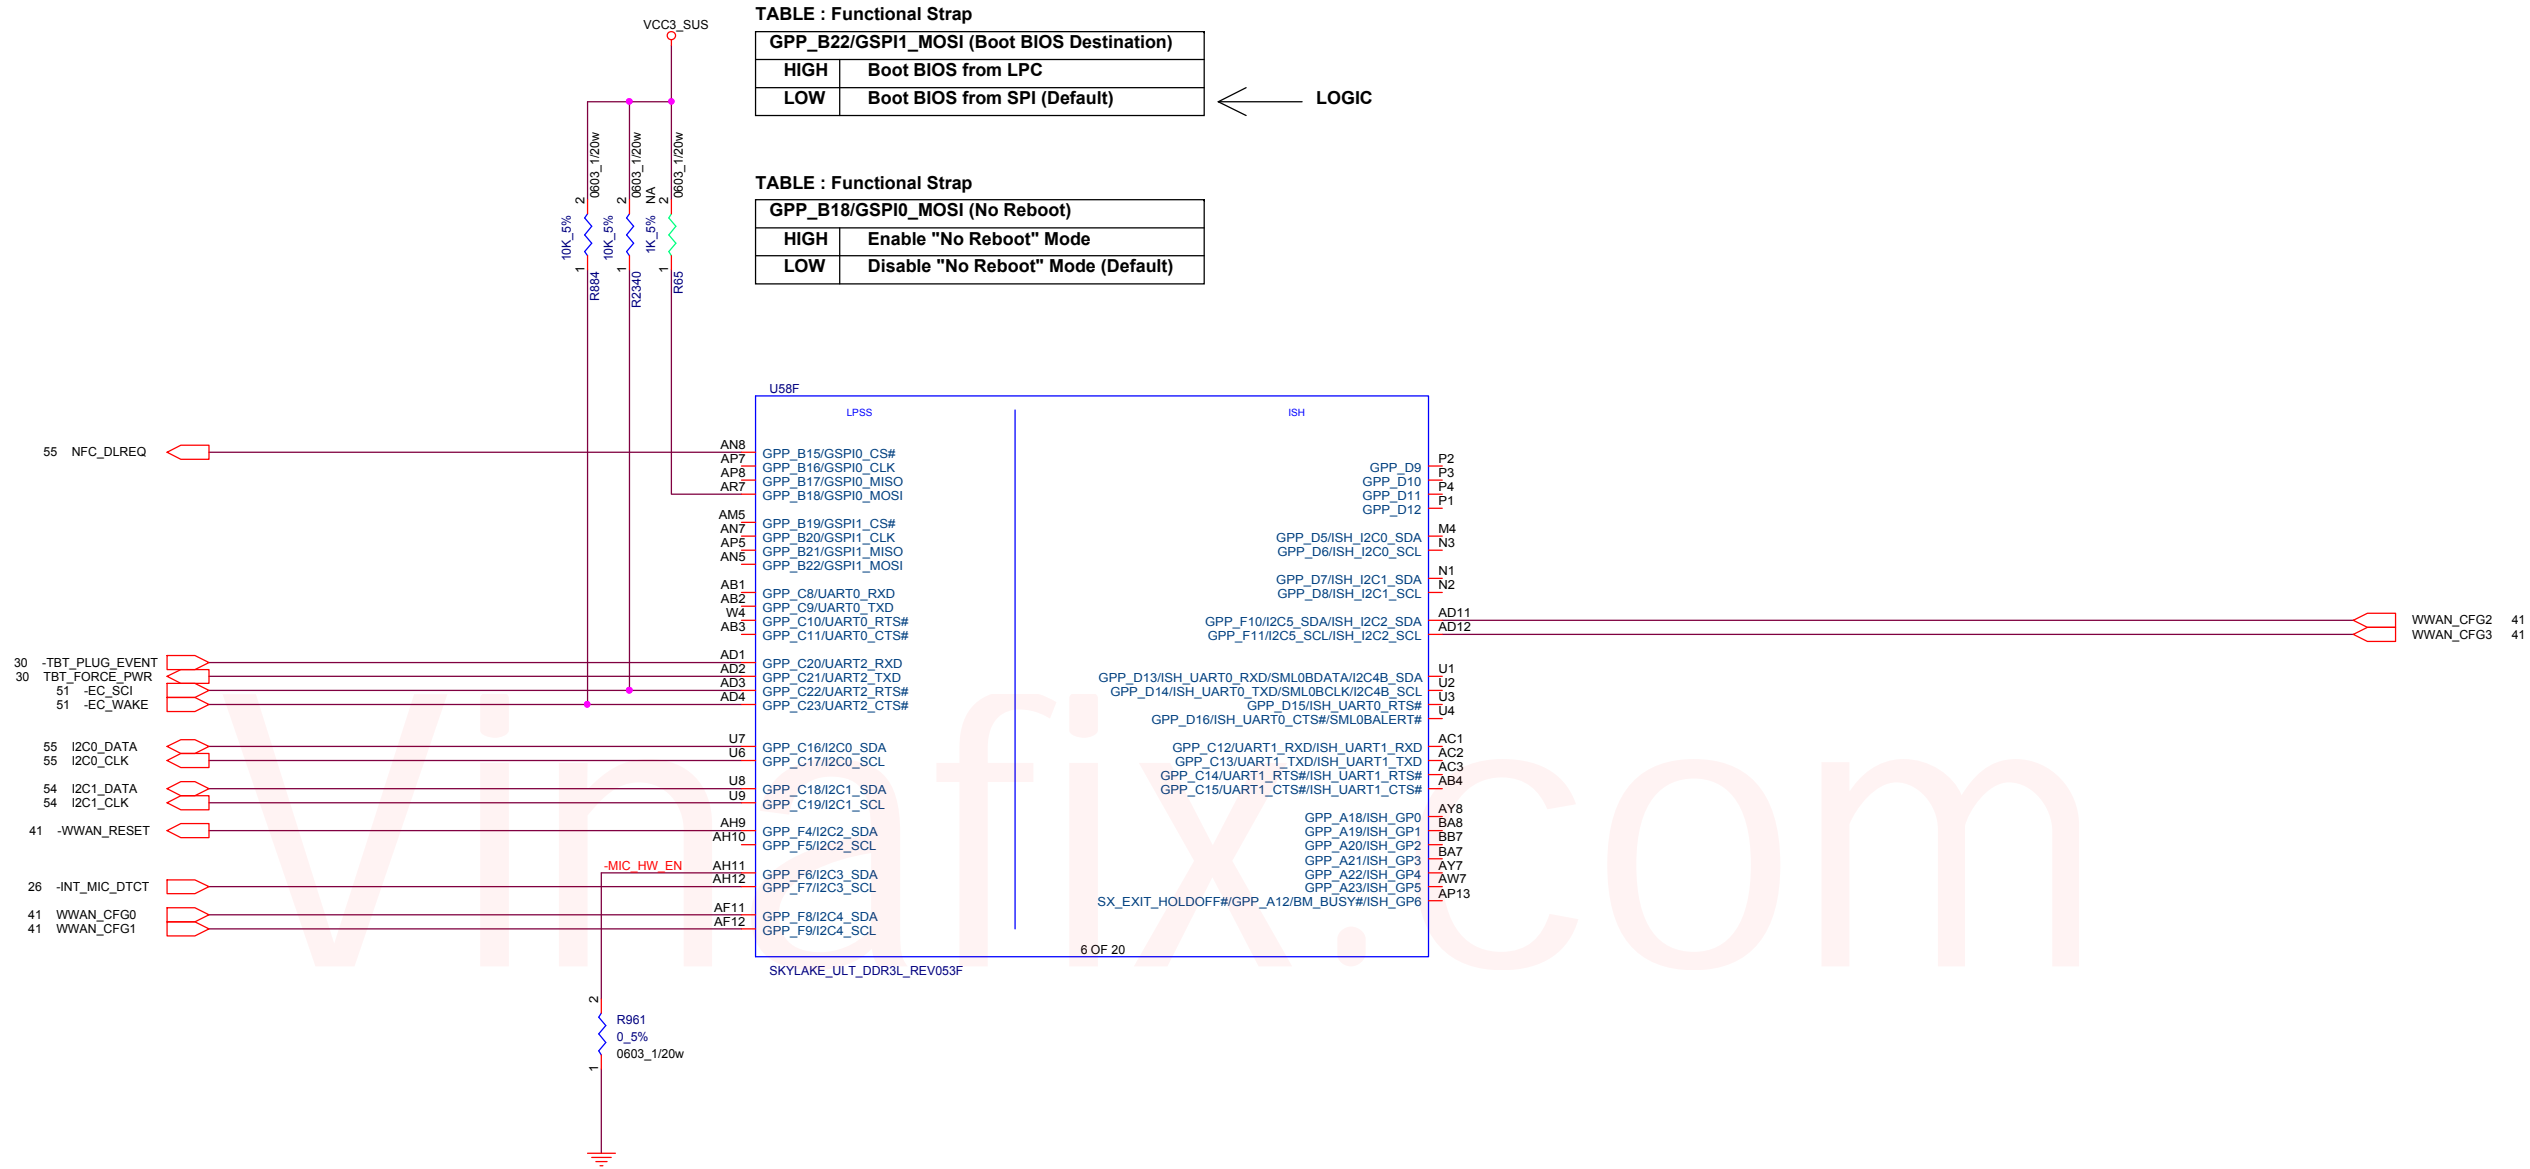 VCC3_SUS
TABLE : Functional Strap
GPP_B22/GSPI1_MOSI (Boot BIOS Destination)
HIGH Boot BIOS from LPC
LOW Boot BIOS from SPI (Default)
LOGIC
TABLE : Functional Strap
GPP_B18/GSPI0_MOSI (No Reboot)
HIGH Enable "No Reboot" Mode
LOW Disable "No Reboot" Mode (Default)
0603_1/20w
0603_1/20w
0603_1/20w
NA
2
2
2
10K_5%
10K_5%
1K_5%
1
1
1
R884
R2340
R65
U58F
LPSS
ISH
55 NFC_DLREQ
AN8 GPP_B15/GSPI0_CS#
AP7 GPP_B16/GSPI0_CLK
AP8 GPP_B17/GSPI0_MISO
AR7 GPP_B18/GSPI0_MOSI
AM5 GPP_B19/GSPI1_CS#
AN7 GPP_B20/GSPI1_CLK
AP5 GPP_B21/GSPI1_MISO
AN5 GPP_B22/GSPI1_MOSI
AB1 GPP_C8/UART0_RXD
AB2 GPP_C9/UART0_TXD
W4 GPP_C10/UART0_RTS#
AB3 GPP_C11/UART0_CTS#
30 -TBT_PLUG_EVENT AD1 GPP_C20/UART2_RXD
30 TBT_FORCE_PWR AD2 GPP_C21/UART2_TXD
51 -EC_SCI AD3 GPP_C22/UART2_RTS#
51 -EC_WAKE AD4 GPP_C23/UART2_CTS#
55 I2C0_DATA U7 GPP_C16/I2C0_SDA
55 I2C0_CLK U6 GPP_C17/I2C0_SCL
54 I2C1_DATA U8 GPP_C18/I2C1_SDA
54 I2C1_CLK U9 GPP_C19/I2C1_SCL
41 -WWAN_RESET AH9 GPP_F4/I2C2_SDA
AH10 GPP_F5/I2C2_SCL
-MIC_HW_EN AH11 GPP_F6/I2C3_SDA
26 -INT_MIC_DTCT AH12 GPP_F7/I2C3_SCL
41 WWAN_CFG0 AF11 GPP_F8/I2C4_SDA
41 WWAN_CFG1 AF12 GPP_F9/I2C4_SCL
GPP_D9 P2
GPP_D10 P3
GPP_D11 P4
GPP_D12 P1
GPP_D5/ISH_I2C0_SDA M4
GPP_D6/ISH_I2C0_SCL N3
GPP_D7/ISH_I2C1_SDA N1
GPP_D8/ISH_I2C1_SCL N2
GPP_F10/I2C5_SDA/ISH_I2C2_SDA AD11 WWAN_CFG2 41
GPP_F11/I2C5_SCL/ISH_I2C2_SCL AD12 WWAN_CFG3 41
GPP_D13/ISH_UART0_RXD/SML0BDATA/I2C4B_SDA U1
GPP_D14/ISH_UART0_TXD/SML0BCLK/I2C4B_SCL U2
GPP_D15/ISH_UART0_RTS# U3
GPP_D16/ISH_UART0_CTS#/SML0BALERT# U4
GPP_C12/UART1_RXD/ISH_UART1_RXD AC1
GPP_C13/UART1_TXD/ISH_UART1_TXD AC2
GPP_C14/UART1_RTS#/ISH_UART1_RTS# AC3
GPP_C15/UART1_CTS#/ISH_UART1_CTS# AB4
GPP_A18/ISH_GP0 AY8
GPP_A19/ISH_GP1 BA8
GPP_A20/ISH_GP2 BB7
GPP_A21/ISH_GP3 BA7
GPP_A22/ISH_GP4 AY7
GPP_A23/ISH_GP5 AW7
SX_EXIT_HOLDOFF#/GPP_A12/BM_BUSY#/ISH_GP6 AP13
6 OF 20
SKYLAKE_ULT_DDR3L_REV053F
2
R961
0_5%
0603_1/20w
1
Vinafix.com